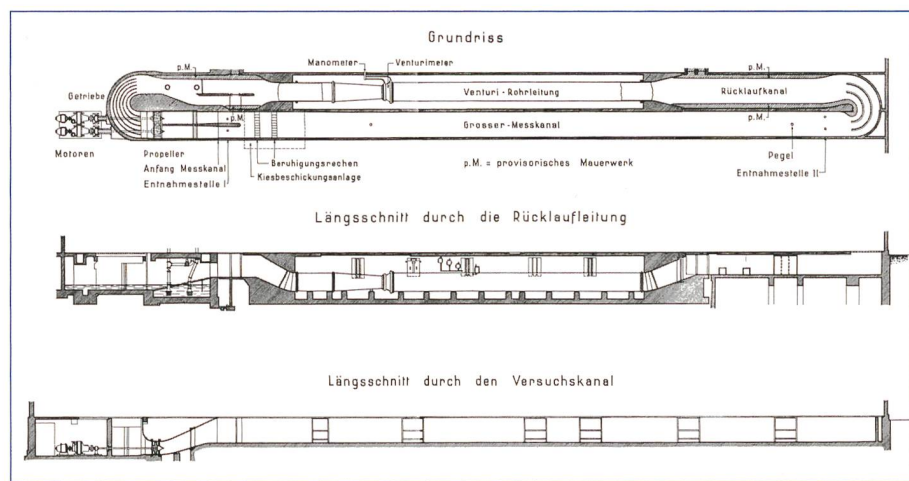 Grundriss
Manometer Venturimeter
p.M. p.M.
Getriebe Venturi - Rohrleitung Rücklaufkanal
p.M. p.M.
Grosser - Messkanal
Motoren Propeller Beruhigungsrechen p.M. = provisorisches Mauerwerk Pegel
Anfang Messkanal Kiesbeschickungsanlage Entnahmestelle II
Entnahmestelle I
Längsschnitt durch die Rücklaufleitung
Längsschnitt durch den Versuchskanal